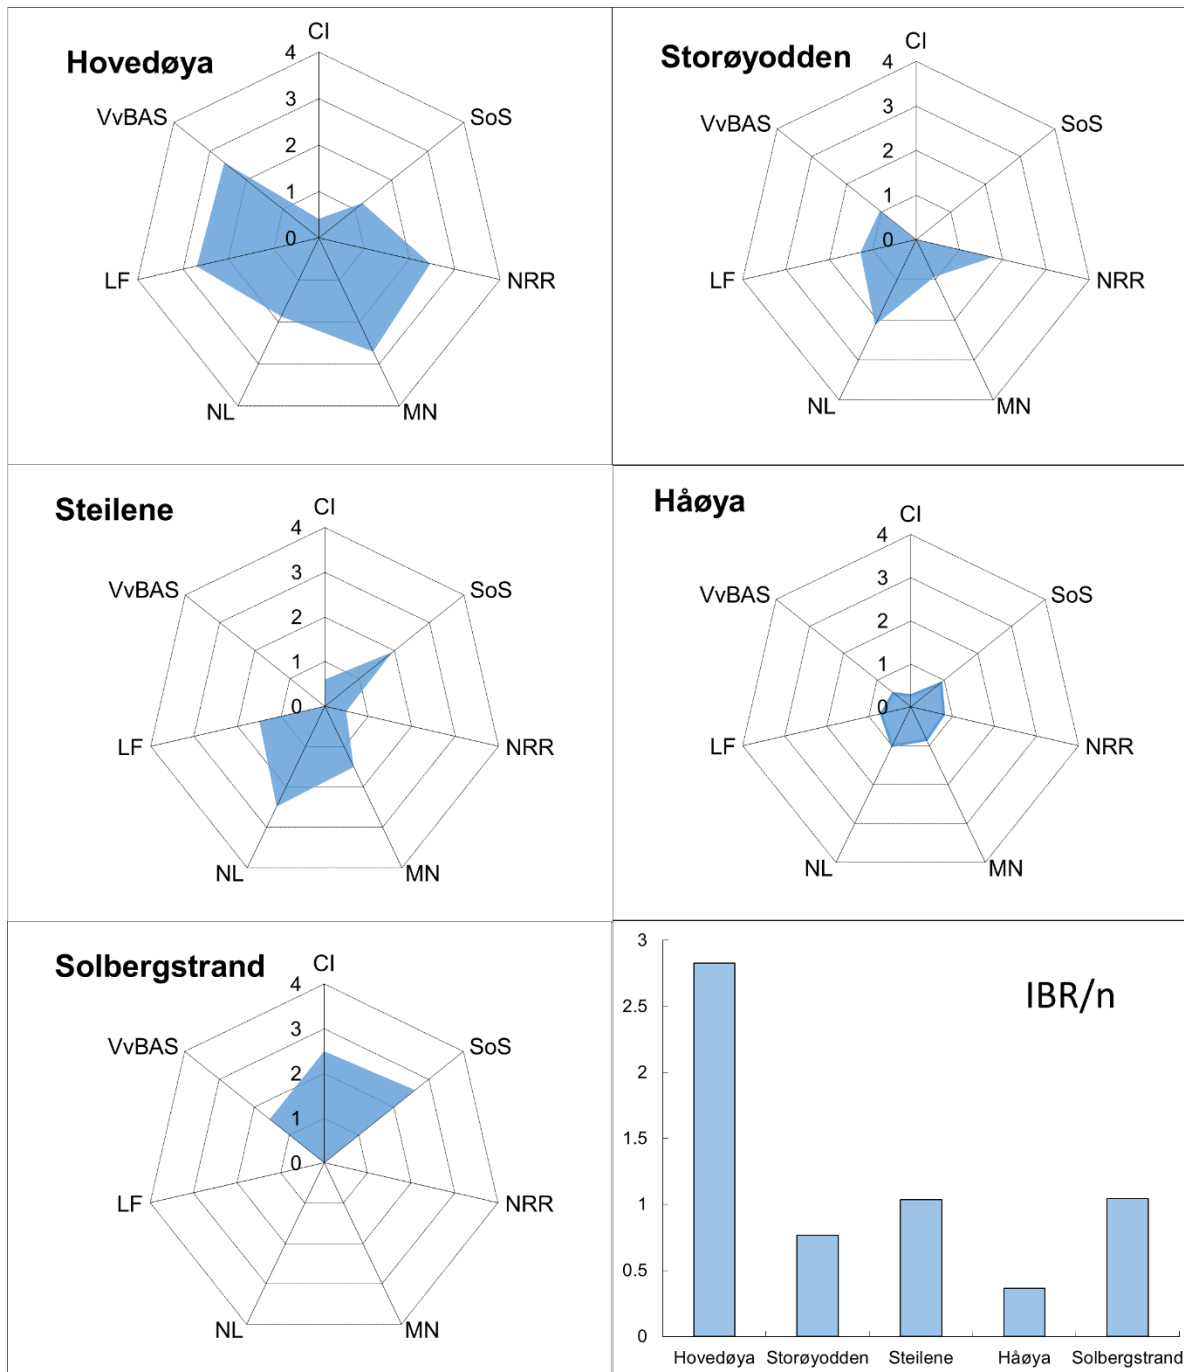 Hovedøya
CI
4
3
2
1
0
VvBAS
SoS
LF
NRR
NL
MN
Storøyodden
CI
4
3
2
1
0
VvBAS
SoS
LF
NRR
NL
MN
Steilene
CI
4
3
2
1
0
VvBAS
SoS
LF
NRR
NL
MN
Håøya
CI
4
3
2
1
0
VvBAS
SoS
LF
NRR
NL
MN
Solbergstrand
CI
4
3
2
1
0
VvBAS
SoS
LF
NRR
NL
MN
IBR/n
3
2.5
2
1.5
1
0.5
0
Hovedøya Storøyodden Steilene Håøya Solbergstrand